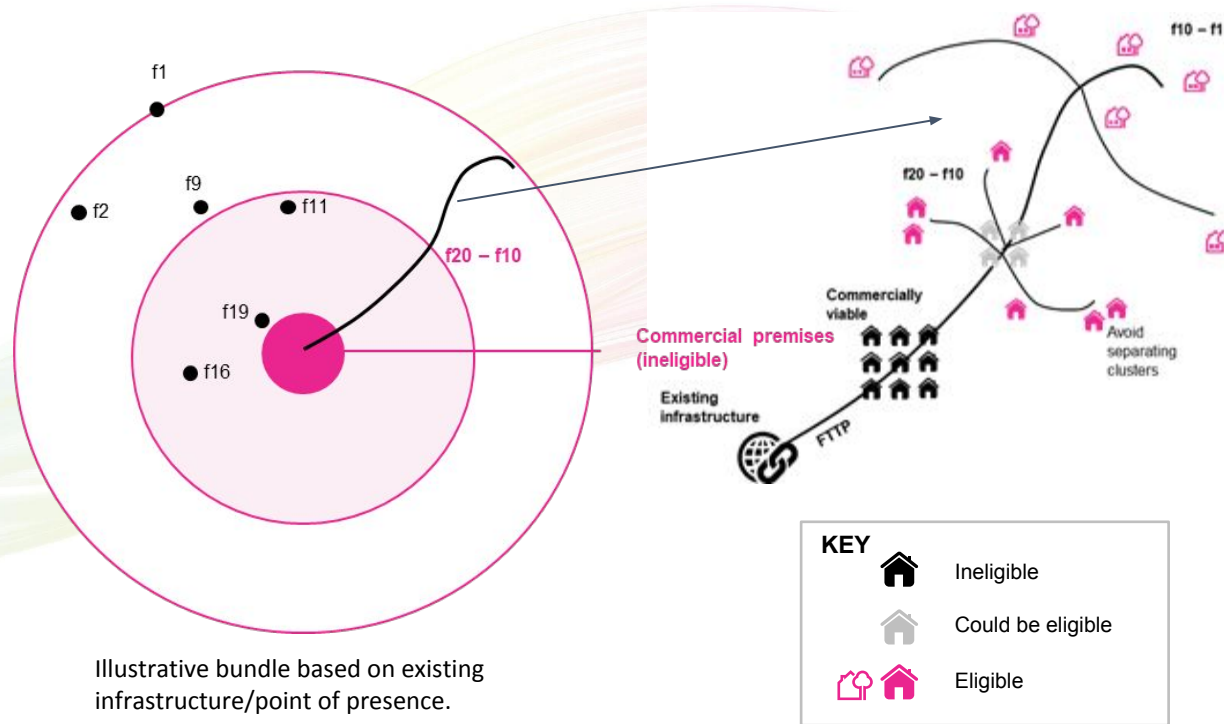 f1
f2
f9
f11
f20 – f10
f19
f16
Commercial premises
(ineligible)
Illustrative bundle based on existing
infrastructure/point of presence.
f10 – f1
f20 – f10
Commercially
viable
Avoid
separating
clusters
Existing
infrastructure
FTTP
KEY
Ineligible
Could be eligible
Eligible